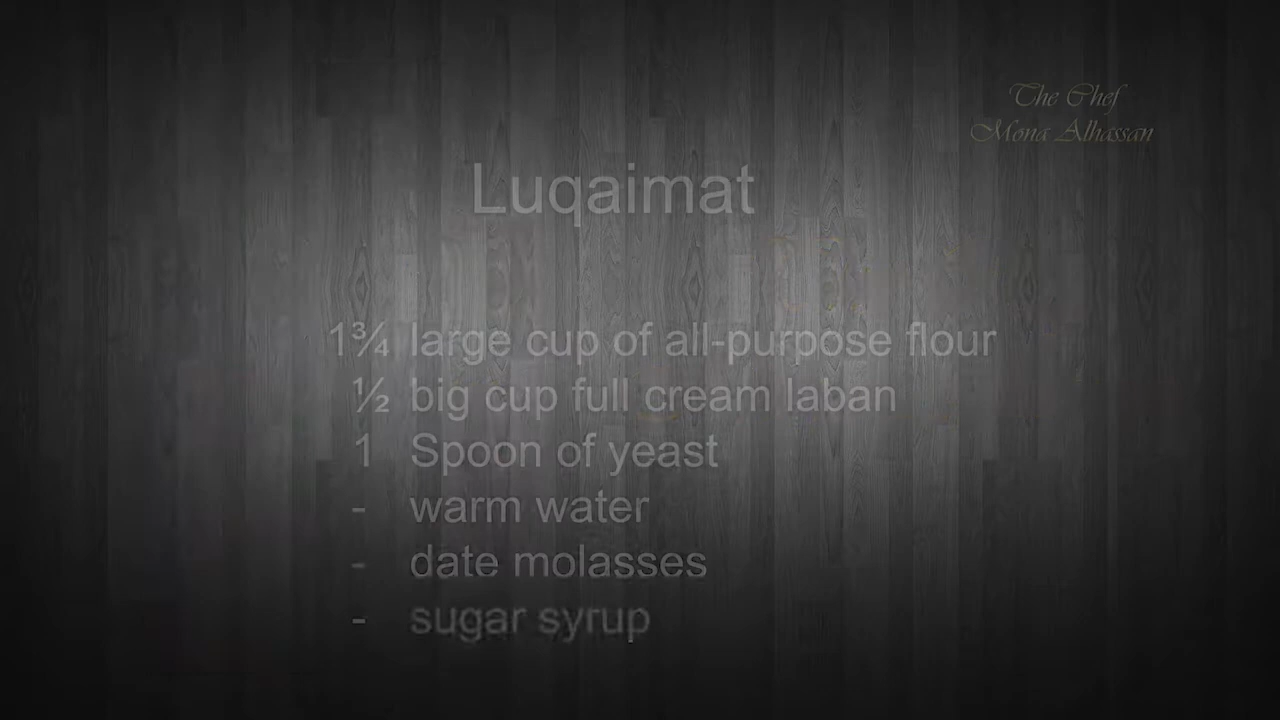 The Chef
Mona Alhassan
Luqaimat
1¾ large cup of all-purpose flour
½ big cup full cream laban
1 Spoon of yeast
- warm water
- date molasses
- sugar syrup